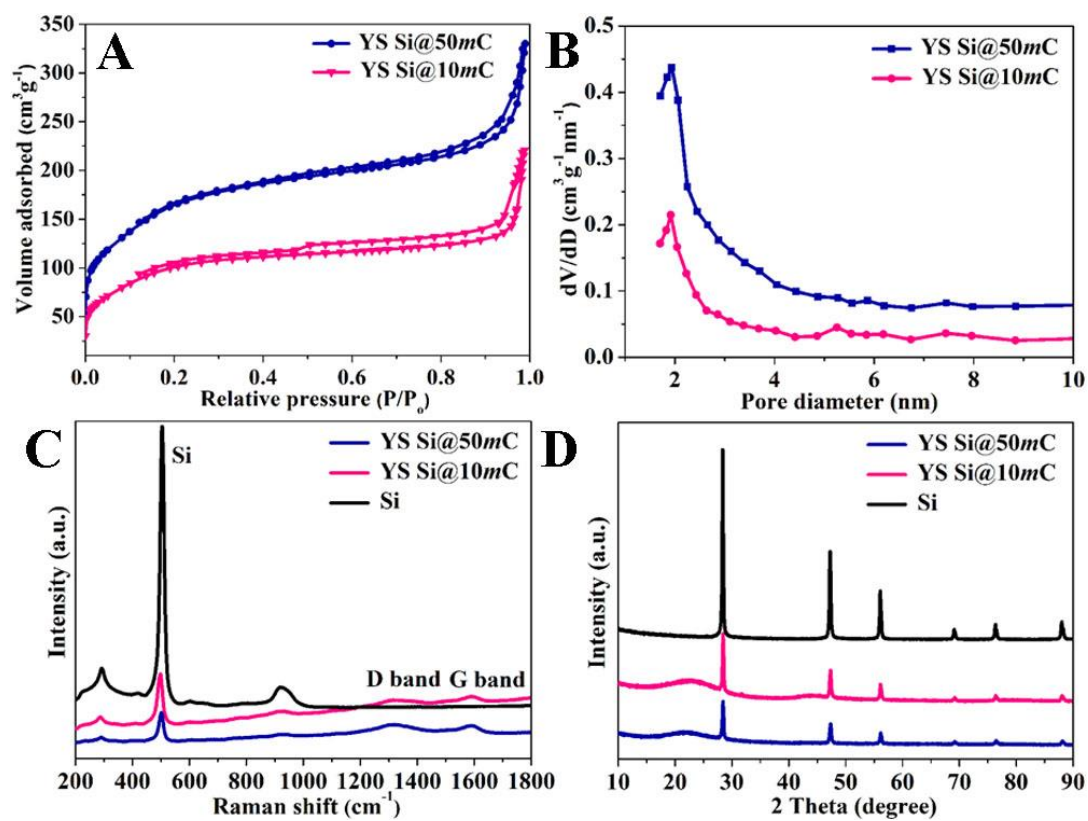 A
YS Si@50mC
YS Si@10mC
Volume adsorbed (cm³g⁻¹)
350
300
250
200
150
100
50
0.0 0.2 0.4 0.6 0.8 1.0
Relative pressure (P/Pₒ)
B
YS Si@50mC
YS Si@10mC
dV/dD (cm³g⁻¹nm⁻¹)
0.5
0.4
0.3
0.2
0.1
0.0
2 4 6 8 10
Pore diameter (nm)
C
Si
YS Si@50mC
YS Si@10mC
Si
D band G band
Intensity (a.u.)
200 400 600 800 1000 1200 1400 1600 1800
Raman shift (cm⁻¹)
D
YS Si@50mC
YS Si@10mC
Si
Intensity (a.u.)
10 20 30 40 50 60 70 80 90
2 Theta (degree)